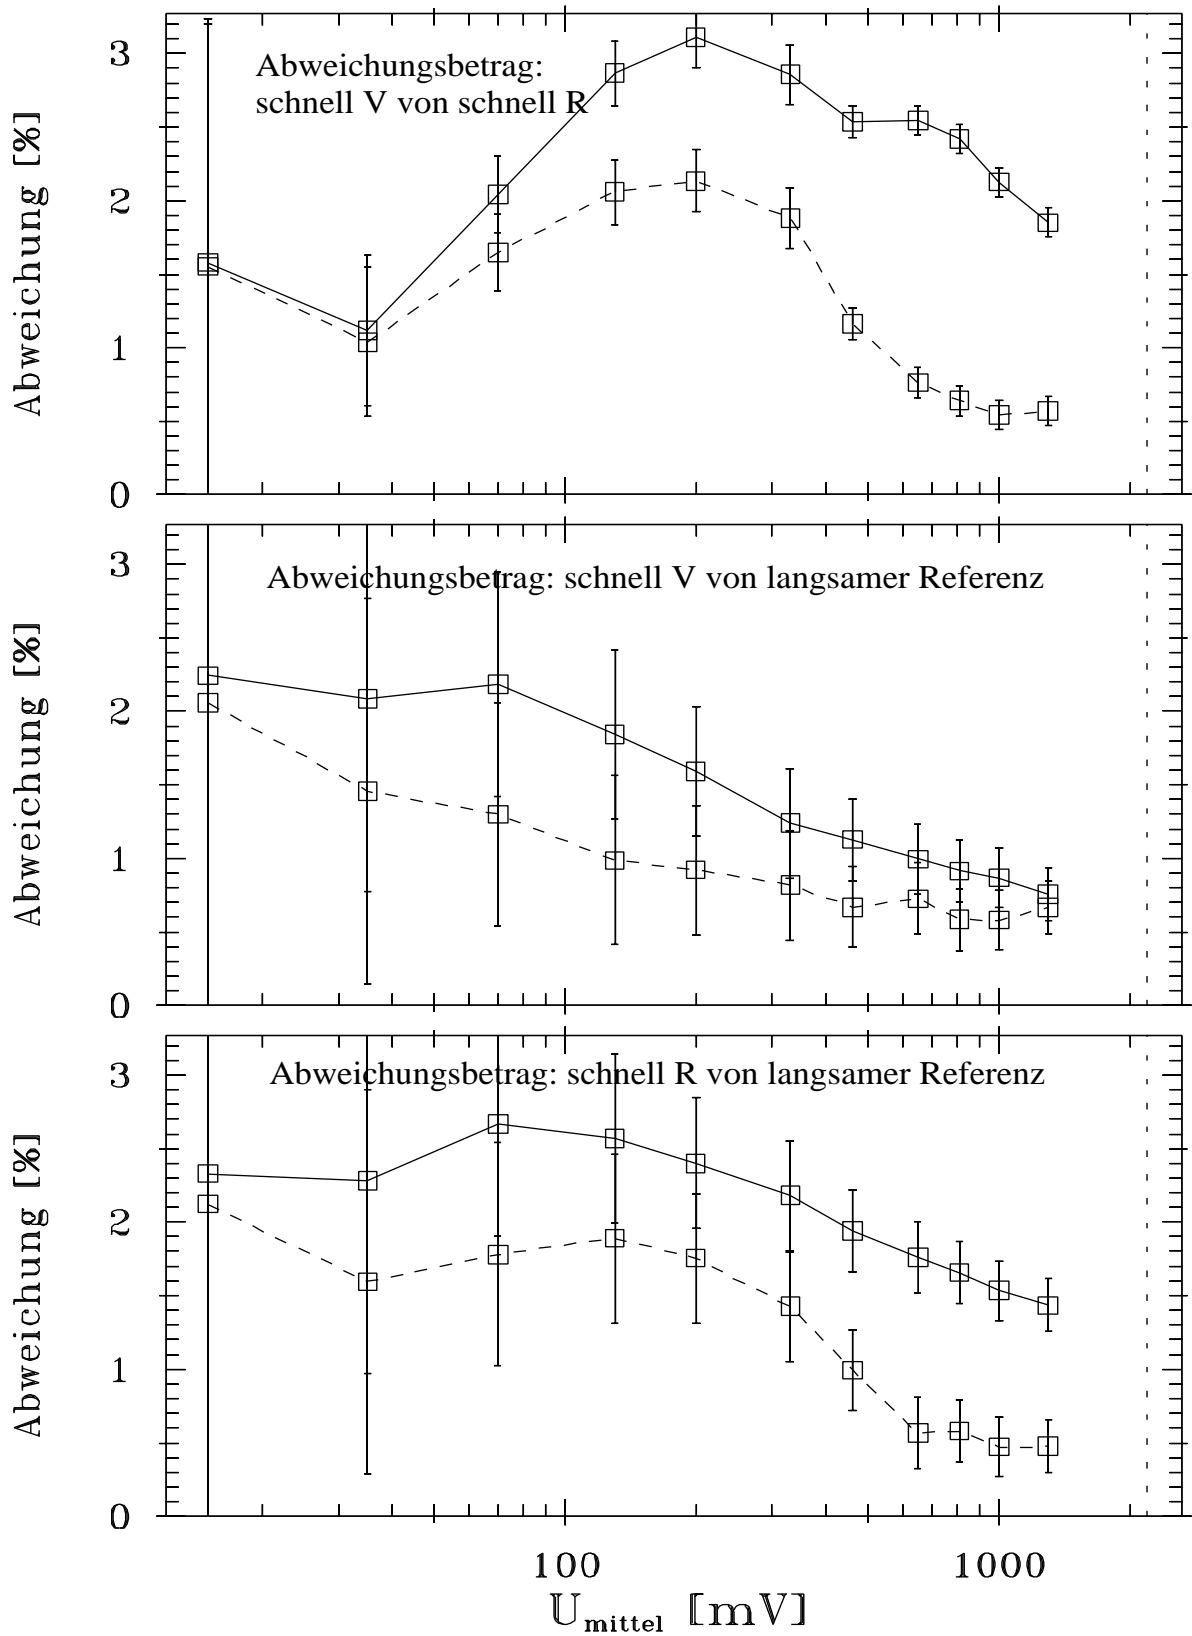 Abweichungsbetrag:
schnell V von schnell R
Abweichung [%]
3
2
1
0
Abweichungsbetrag: schnell V von langsamer Referenz
Abweichung [%]
3
2
1
0
Abweichungsbetrag: schnell R von langsamer Referenz
Abweichung [%]
3
2
1
0
100 1000
Umittel [mV]